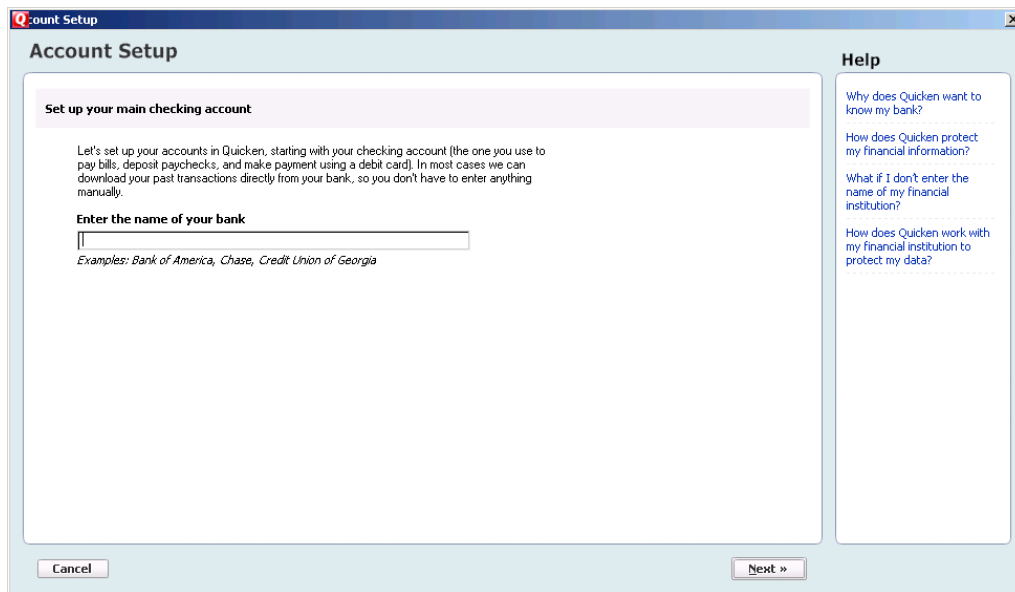 Q count Setup
Account Setup
Set up your main checking account
Let's set up your accounts in Quicken, starting with your checking account (the one you use to
pay bills, deposit paychecks, and make payment using a debit card). In most cases we can
download your past transactions directly from your bank, so you don't have to enter anything
manually.
Enter the name of your bank
Examples: Bank of America, Chase, Credit Union of Georgia
Cancel
Next »
Help
Why does Quicken want to
know my bank?
How does Quicken protect
my financial information?
What if I don't enter the
name of my financial
institution?
How does Quicken work with
my financial institution to
protect my data?